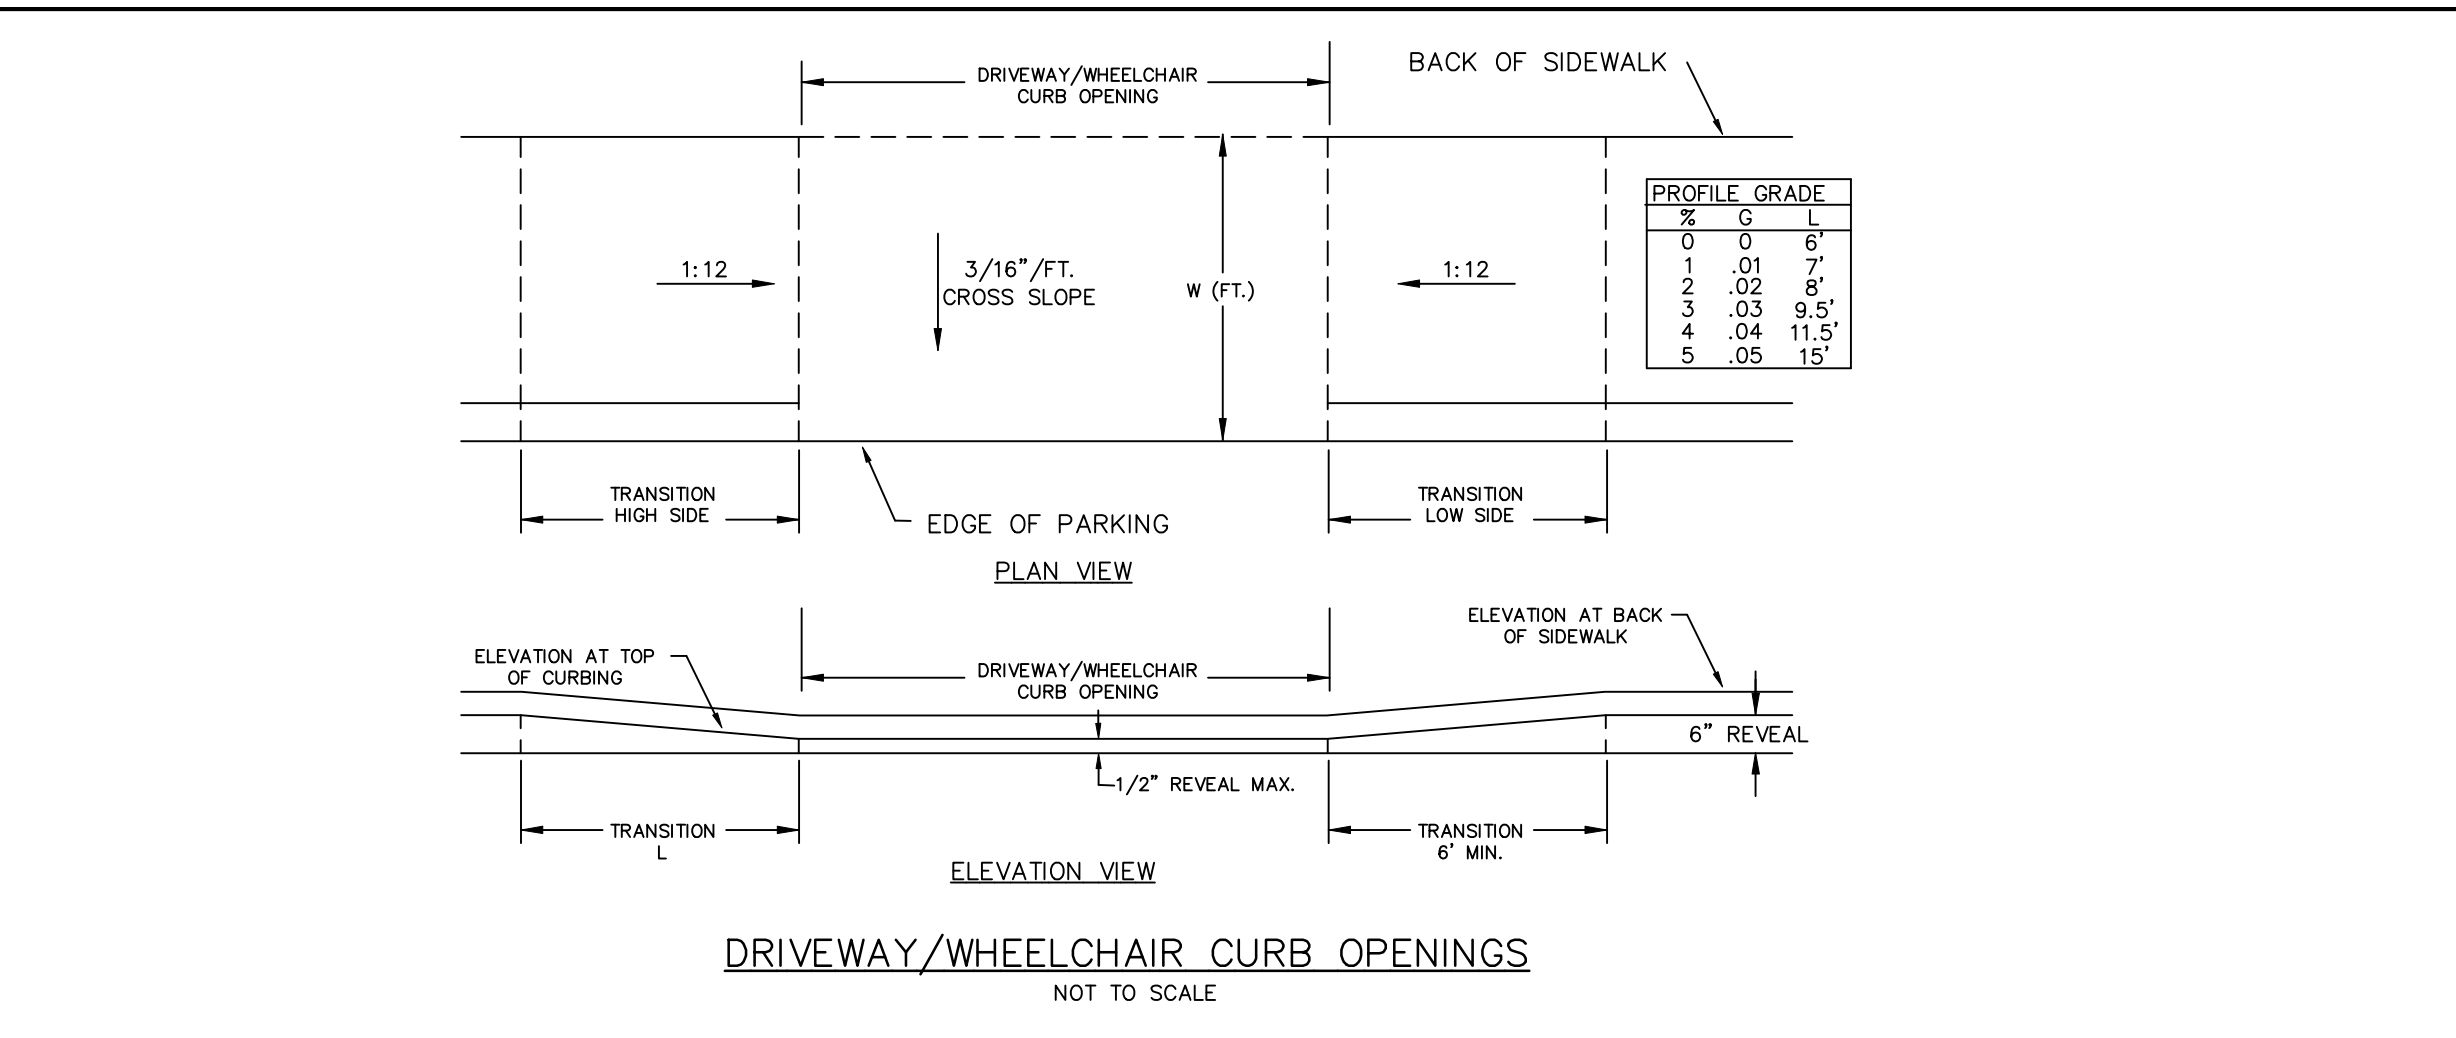 DRIVEWAY/WHEELCHAIR
CURB OPENING
BACK OF SIDEWALK
PROFILE GRADE
% G L
0 0 6'
1 .01 7'
2 .02 8'
3 .03 9.5'
4 .04 11.5'
5 .05 15'
1:12
3/16"/FT.
CROSS SLOPE
W (FT.)
1:12
TRANSITION
HIGH SIDE
EDGE OF PARKING
TRANSITION
LOW SIDE
PLAN VIEW
ELEVATION AT TOP
OF CURBING
DRIVEWAY/WHEELCHAIR
CURB OPENING
ELEVATION AT BACK
OF SIDEWALK
6" REVEAL
1/2" REVEAL MAX.
TRANSITION
L
TRANSITION
6' MIN.
ELEVATION VIEW
DRIVEWAY/WHEELCHAIR CURB OPENINGS
NOT TO SCALE